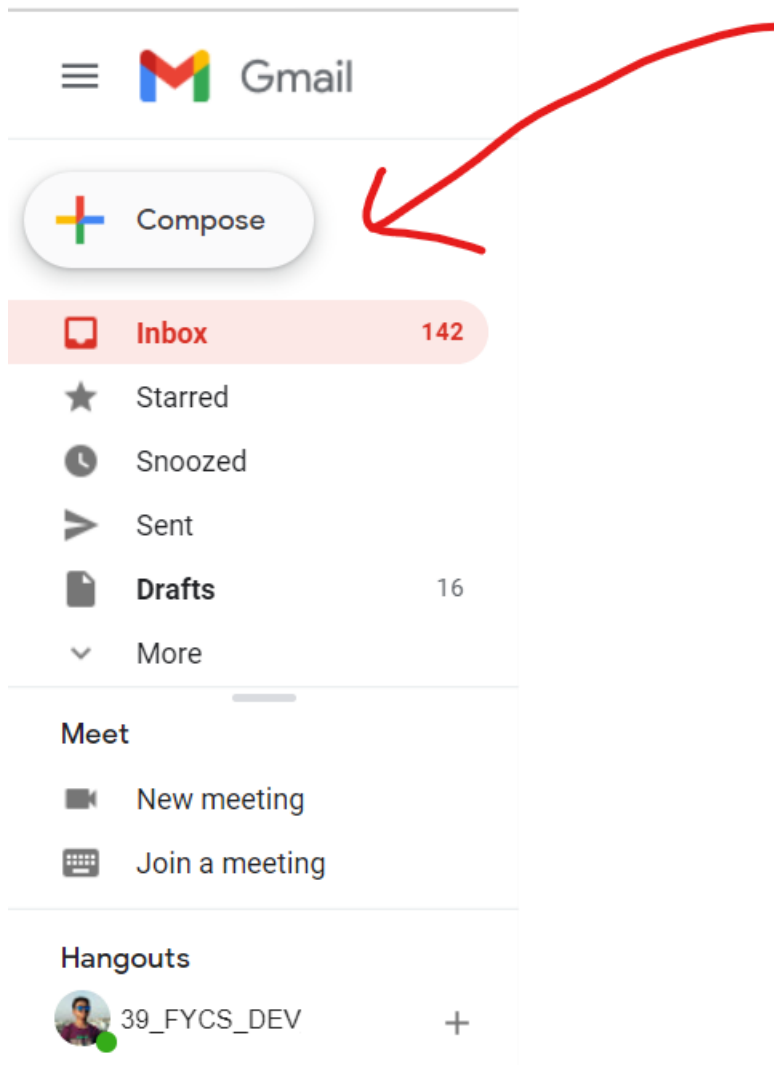 Gmail
Compose
Inbox 142
Starred
Snoozed
Sent
Drafts 16
More
Meet
New meeting
Join a meeting
Hangouts
39_FYCS_DEV +